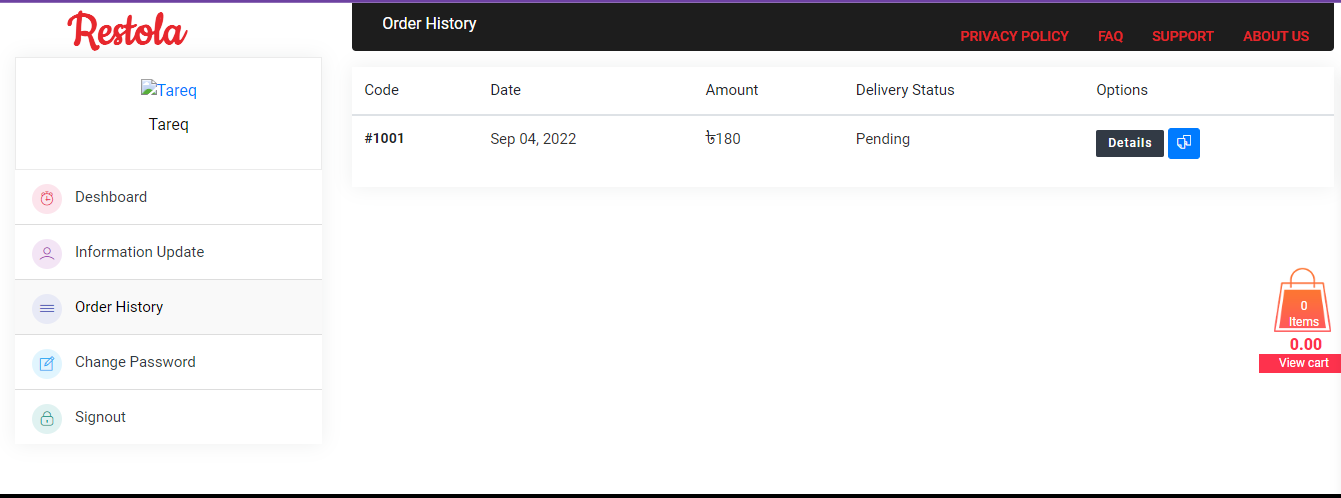 Restola
Order History
PRIVACY POLICY FAQ SUPPORT ABOUT US
Tareq
Tareq
Deshboard
Information Update
Order History
Change Password
Signout
Code Date Amount Delivery Status Options
#1001 Sep 04, 2022 ৳180 Pending Details
0
Items
0.00
View cart